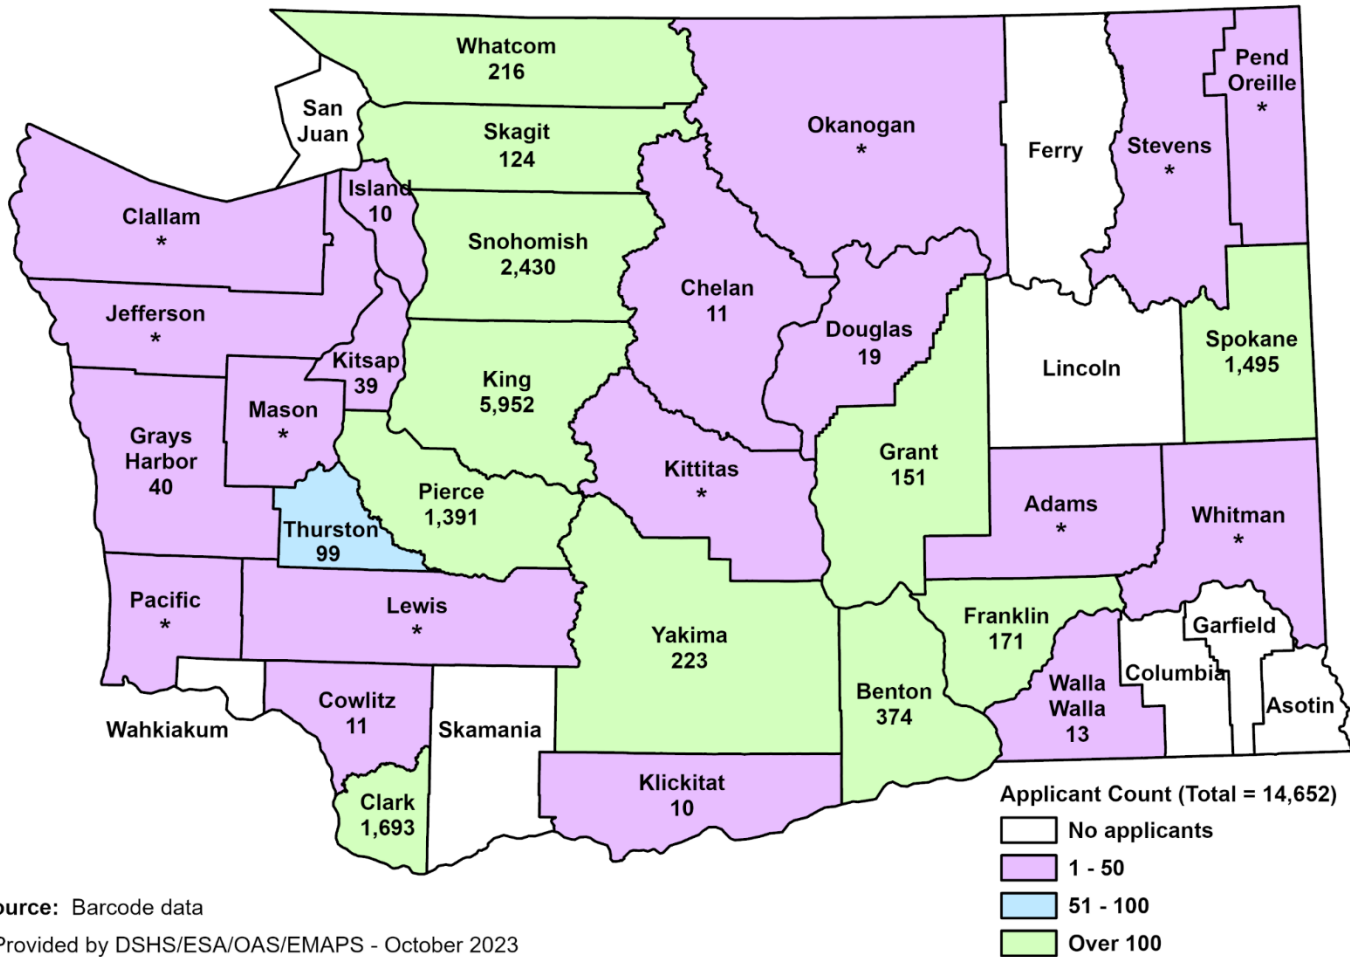 Whatcom
216
San
Juan
Skagit
124
Okanogan
*
Ferry
Stevens
*
Pend
Oreille
*
Clallam
*
Island
10
Snohomish
2,430
Jefferson
*
Chelan
11
Douglas
19
Spokane
1,495
Kitsap
39
King
5,952
Lincoln
Mason
*
Grays
Harbor
40
Kittitas
*
Grant
151
Pierce
1,391
Adams
*
Whitman
*
Thurston
99
Pacific
*
Lewis
*
Yakima
223
Franklin
171
Garfield
Columbia
Asotin
Benton
374
Walla
Walla
13
Wahkiakum
Cowlitz
11
Skamania
Klickitat
10
Clark
1,693
Applicant Count (Total = 14,652)
No applicants
1 - 50
51 - 100
Over 100
ource: Barcode data
Provided by DSHS/ESA/OAS/EMAPS - October 2023